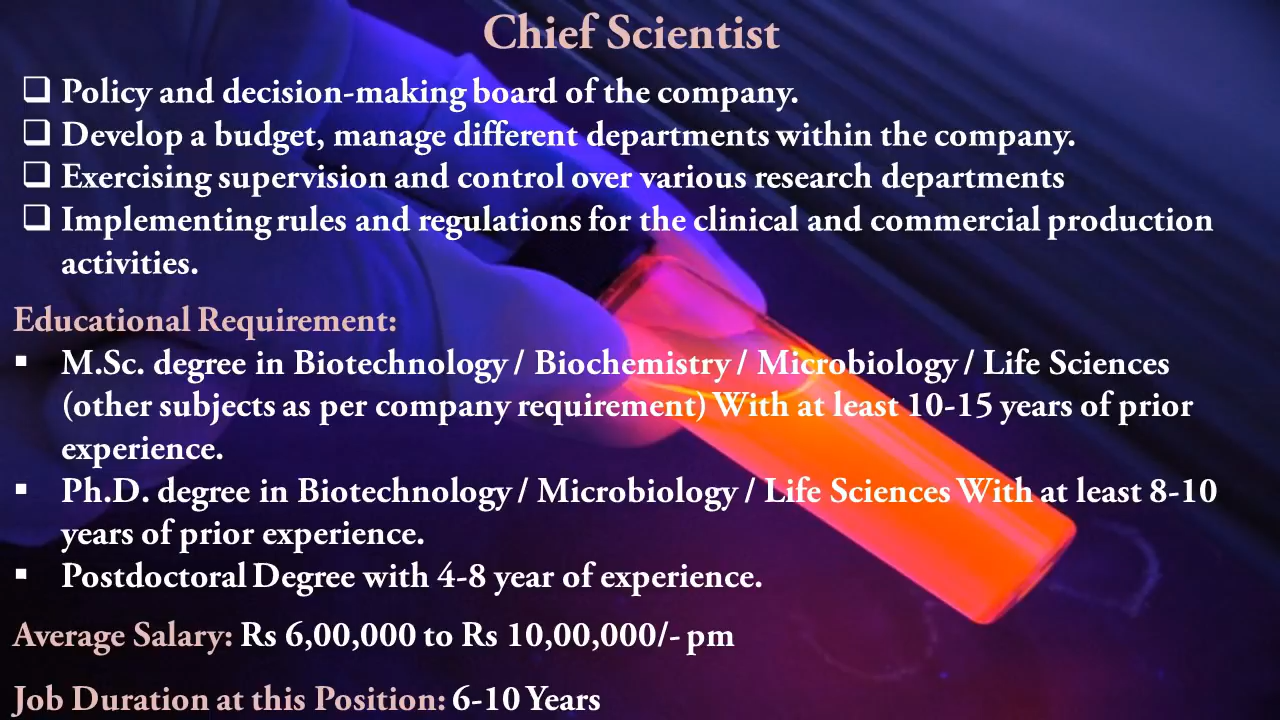 Chief Scientist
❑ Policy and decision-making board of the company.
❑ Develop a budget, manage different departments within the company.
❑ Exercising supervision and control over various research departments
❑ Implementing rules and regulations for the clinical and commercial production
activities.
Educational Requirement:
▪ M.Sc. degree in Biotechnology / Biochemistry / Microbiology / Life Sciences
(other subjects as per company requirement) With at least 10-15 years of prior
experience.
▪ Ph.D. degree in Biotechnology / Microbiology / Life Sciences With at least 8-10
years of prior experience.
▪ Postdoctoral Degree with 4-8 year of experience.
Average Salary: Rs 6,00,000 to Rs 10,00,000/- pm
Job Duration at this Position: 6-10 Years